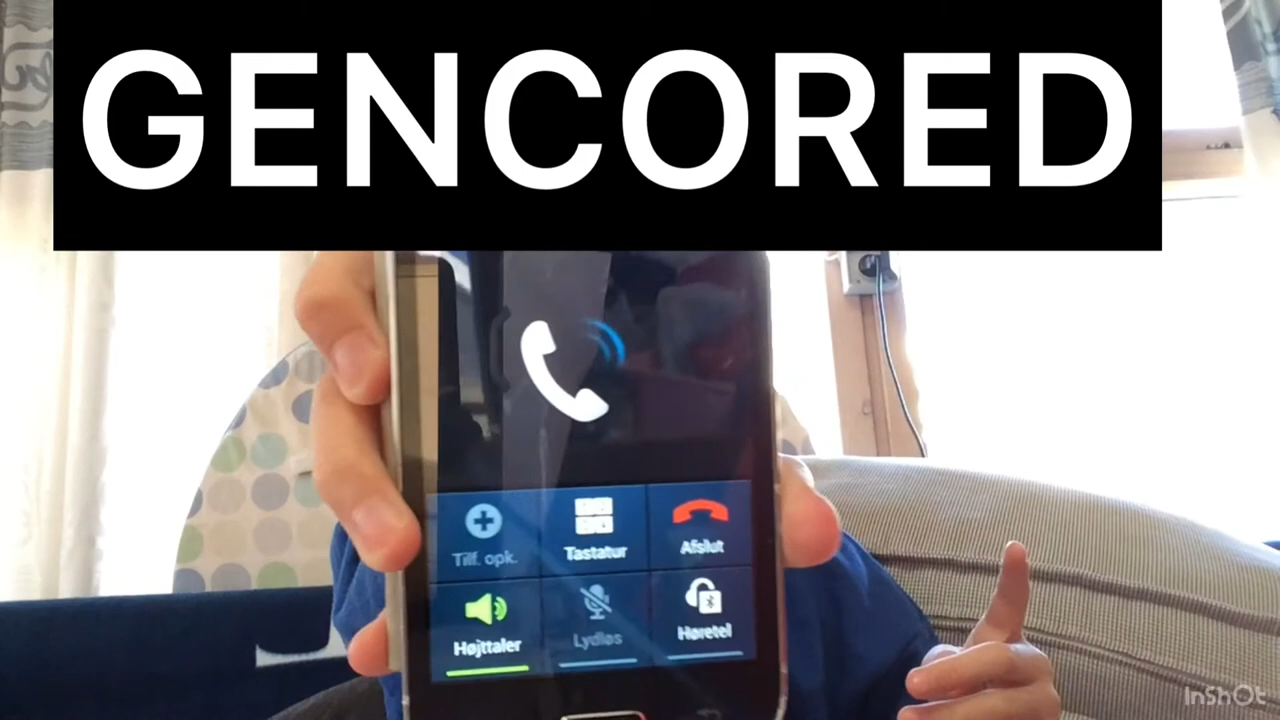 GENCORED
Tilf. opk.
Tastatur
Afslut
Højttaler
Lydløs
Høretel
InShOt